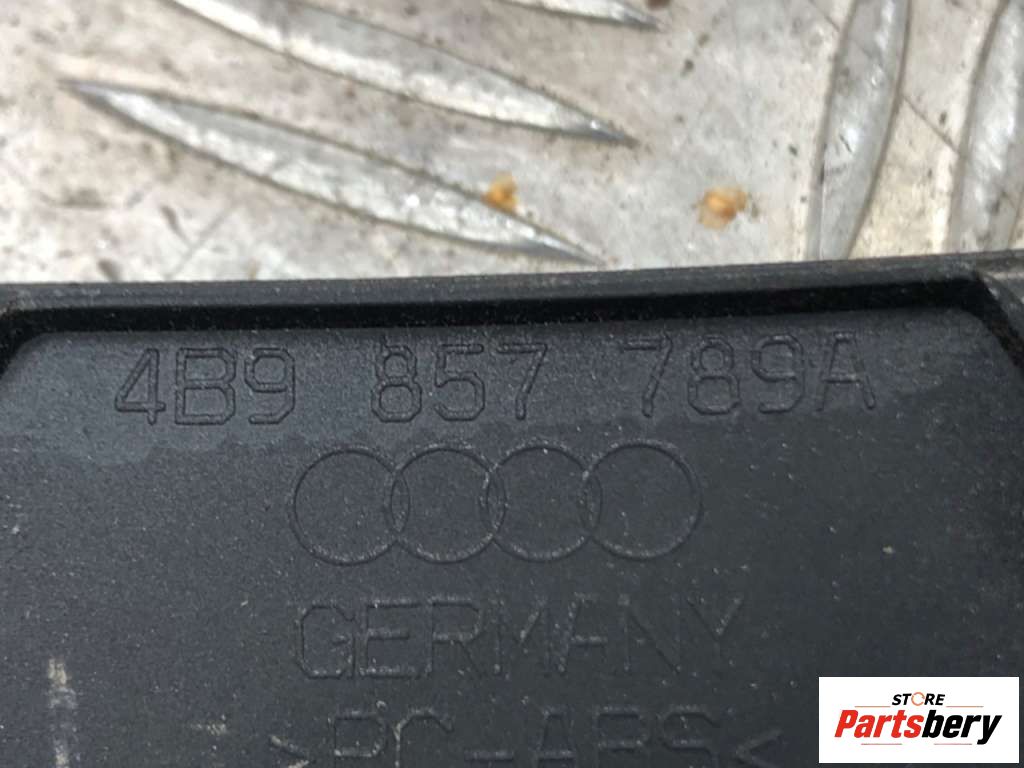 4B9 857 789A
GERMANY
>PC-ABS<
STORE
Partsbery